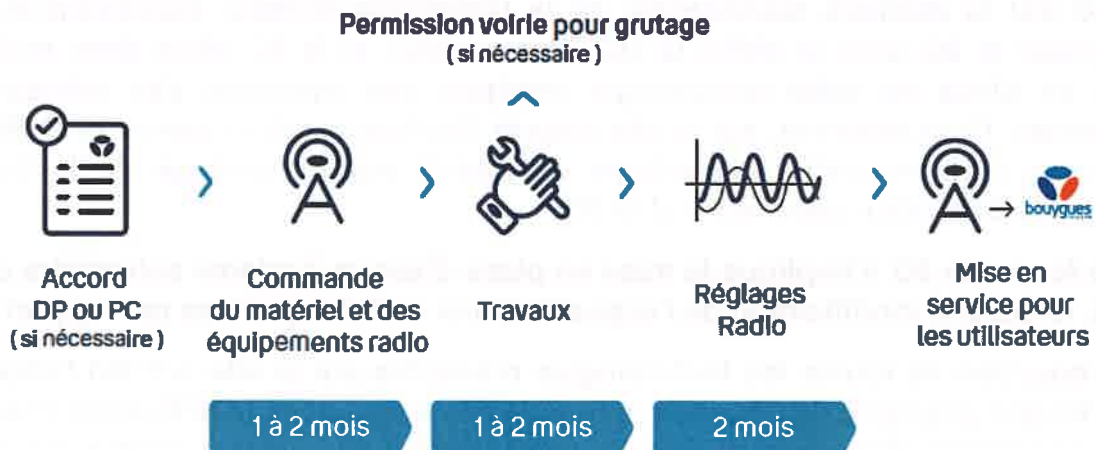 Permission voirie pour grutage
( si nécessaire )
Accord
DP ou PC
( si nécessaire )
Commande
du matériel et des
équipements radio
Travaux
Réglages
Radio
bouygues
Mise en
service pour
les utilisateurs
1 à 2 mois
1 à 2 mois
2 mois